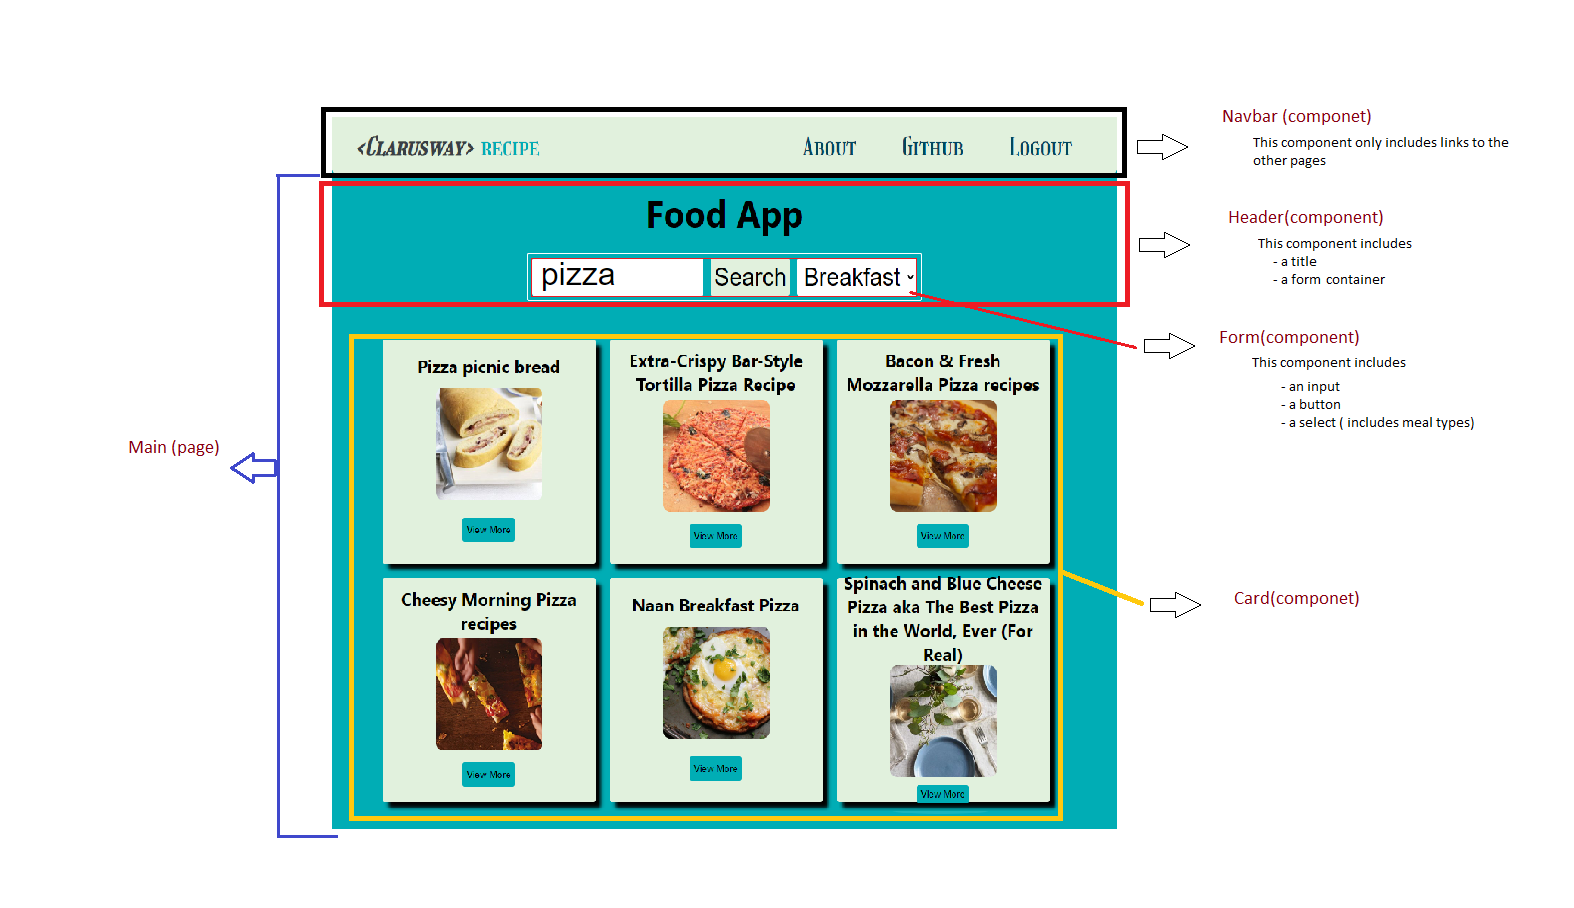 <Clarusway> RECIPE
About Github Logout
Food App
pizza Search Breakfast
Pizza picnic bread
View More
Extra-Crispy Bar-Style
Tortilla Pizza Recipe
View More
Bacon & Fresh
Mozzarella Pizza recipes
View More
Cheesy Morning Pizza
recipes
View More
Naan Breakfast Pizza
View More
Spinach and Blue Cheese
Pizza aka The Best Pizza
in the World, Ever (For
Real)
View More
Main (page)
Navbar (componet)
This component only includes links to the
other pages
Header(component)
This component includes
- a title
- a form container
Form(component)
This component includes
- an input
- a button
- a select ( includes meal types)
Card(componet)